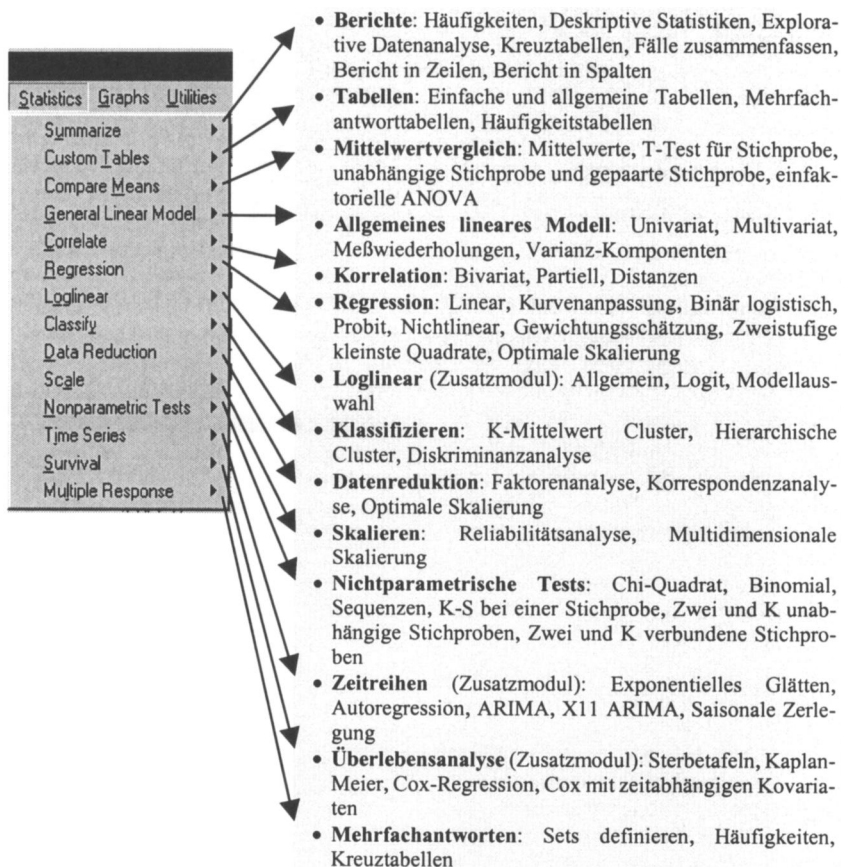 Statistics Graphs Utilities
Summarize
Custom Tables
Compare Means
General Linear Model
Correlate
Regression
Loglinear
Classify
Data Reduction
Scale
Nonparametric Tests
Time Series
Survival
Multiple Response
• Berichte: Häufigkeiten, Deskriptive Statistiken, Explora-
tive Datenanalyse, Kreuztabellen, Fälle zusammenfassen,
Bericht in Zeilen, Bericht in Spalten
• Tabellen: Einfache und allgemeine Tabellen, Mehrfach-
antworttabellen, Häufigkeitstabellen
• Mittelwertvergleich: Mittelwerte, T-Test für Stichprobe,
unabhängige Stichprobe und gepaarte Stichprobe, einfak-
torielle ANOVA
• Allgemeines lineares Modell: Univariat, Multivariat,
Meßwiederholungen, Varianz-Komponenten
• Korrelation: Bivariat, Partiell, Distanzen
• Regression: Linear, Kurvenanpassung, Binär logistisch,
Probit, Nichtlinear, Gewichtungsschätzung, Zweistufige
kleinste Quadrate, Optimale Skalierung
• Loglinear (Zusatzmodul): Allgemein, Logit, Modellaus-
wahl
• Klassifizieren: K-Mittelwert Cluster, Hierarchische
Cluster, Diskriminanzanalyse
• Datenreduktion: Faktorenanalyse, Korrespondenzanaly-
se, Optimale Skalierung
• Skalieren: Reliabilitätsanalyse, Multidimensionale
Skalierung
• Nichtparametrische Tests: Chi-Quadrat, Binomial,
Sequenzen, K-S bei einer Stichprobe, Zwei und K unab-
hängige Stichproben, Zwei und K verbundene Stichpro-
ben
• Zeitreihen (Zusatzmodul): Exponentielles Glätten,
Autoregression, ARIMA, X11 ARIMA, Saisonale Zerle-
gung
• Überlebensanalyse (Zusatzmodul): Sterbetafeln, Kaplan-
Meier, Cox-Regression, Cox mit zeitabhängigen Kovaria-
ten
• Mehrfachantworten: Sets definieren, Häufigkeiten,
Kreuztabellen